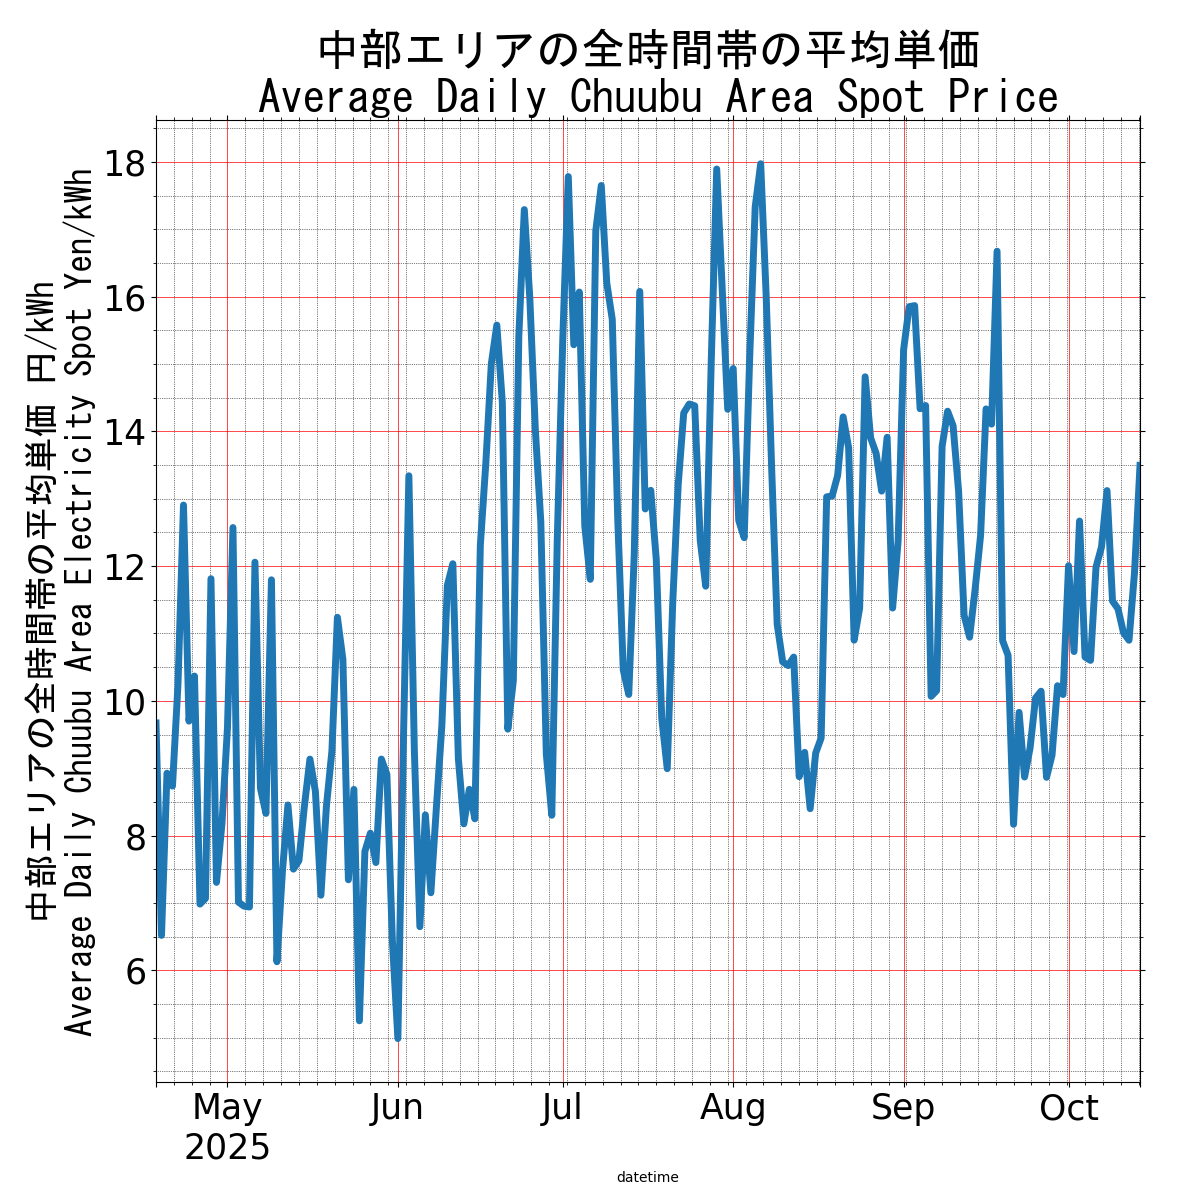 中部エリアの全時間帯の平均単価
Average Daily Chuubu Area Spot Price
中部エリアの全時間帯の平均単価 円/kWh
Average Daily Chuubu Area Electricity Spot Yen/kWh
18
16
14
12
10
8
6
May
2025
Jun
Jul
Aug
Sep
Oct
datetime